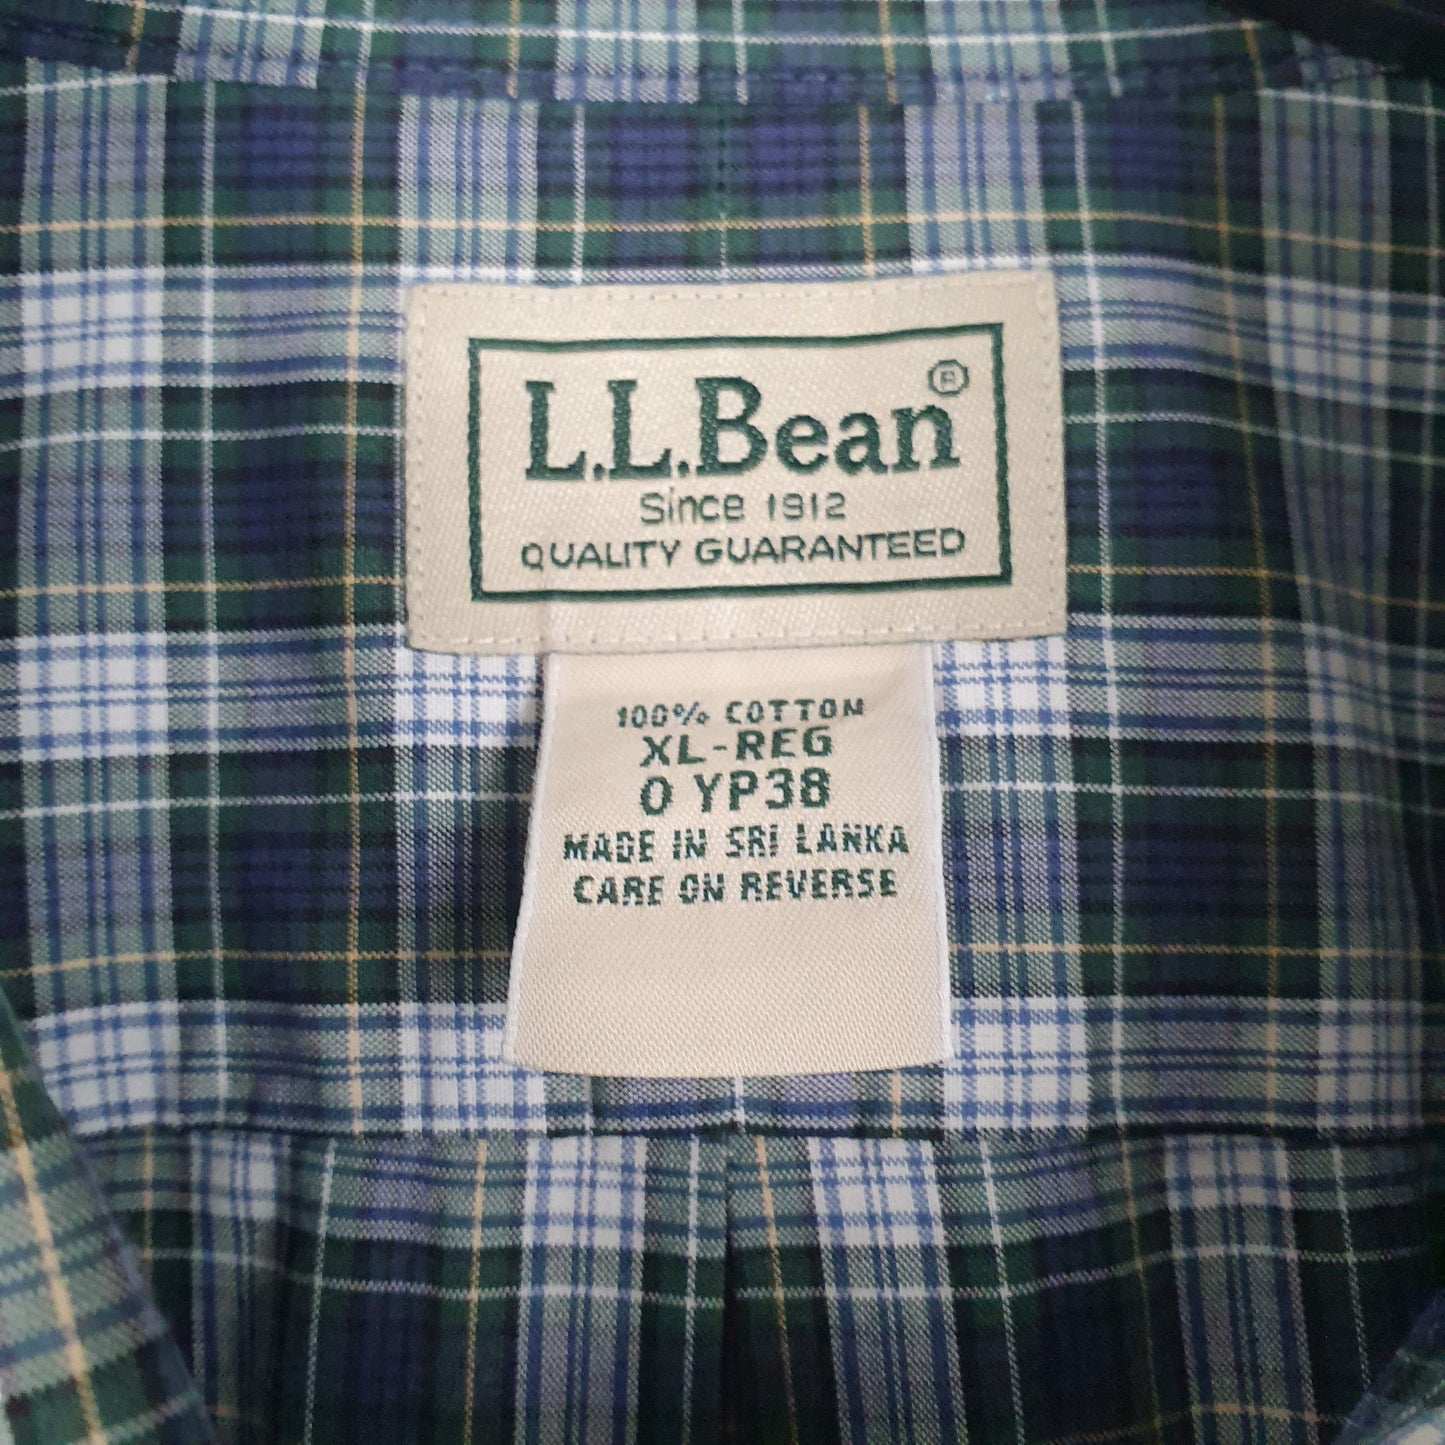 L.L.Bean®
Since 1912
QUALITY GUARANTEED
100% COTTON
XL-REG
0 YP38
MADE IN SRI LANKA
CARE ON REVERSE